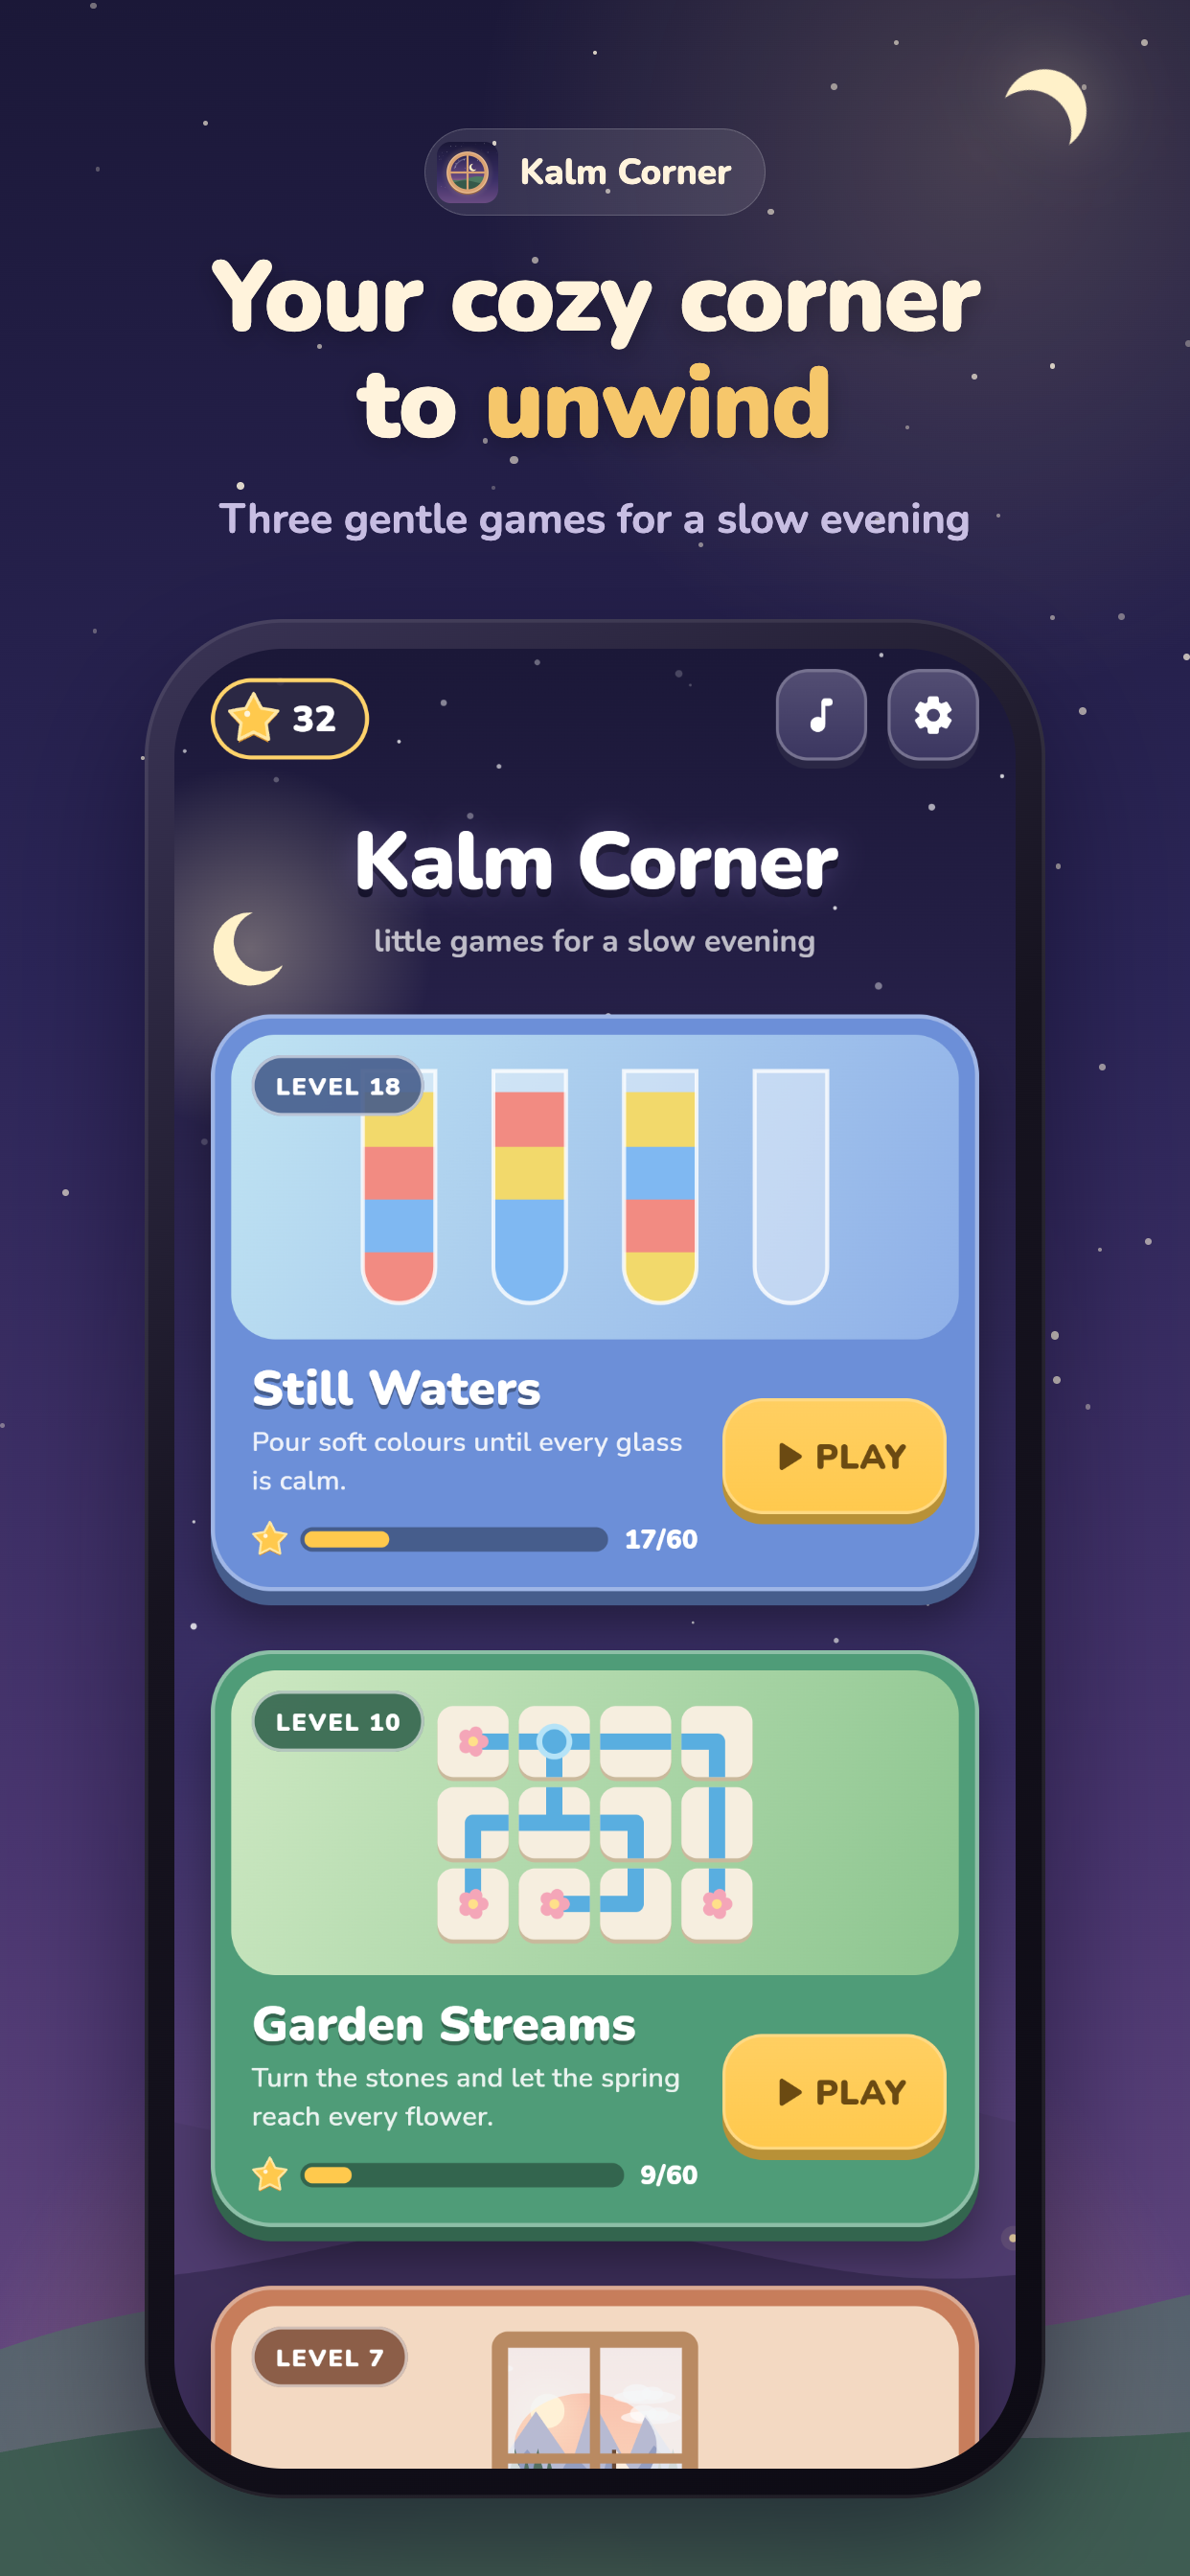 Kalm Corner
Your cozy corner
to unwind
Three gentle games for a slow evening
32
Kalm Corner
little games for a slow evening
LEVEL 18
Still Waters
Pour soft colours until every glass
is calm.
PLAY
17/60
LEVEL 10
Garden Streams
Turn the stones and let the spring
reach every flower.
PLAY
9/60
LEVEL 7